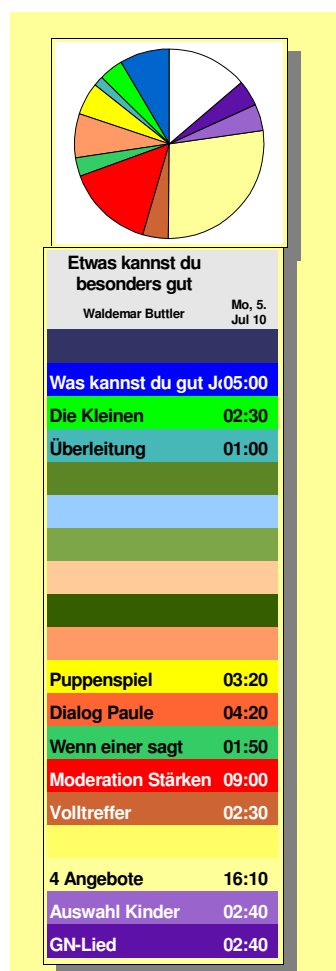 Etwas kannst du
besonders gut
Waldemar Buttler
Mo, 5.
Jul 10
Was kannst du gut J 05:00
Die Kleinen 02:30
Überleitung 01:00
Puppenspiel 03:20
Dialog Paule 04:20
Wenn einer sagt 01:50
Moderation Stärken 09:00
Volltreffer 02:30
4 Angebote 16:10
Auswahl Kinder 02:40
GN-Lied 02:40